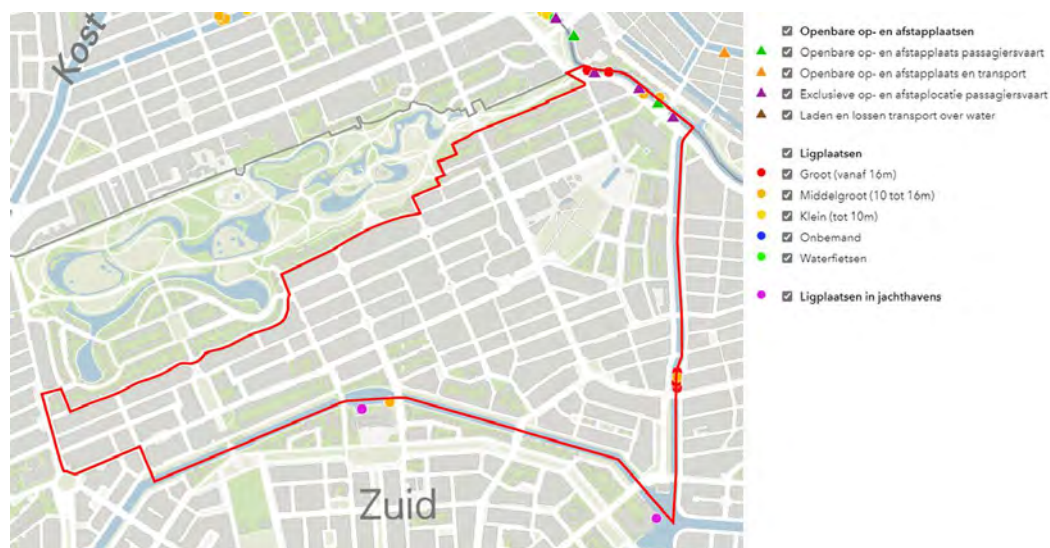 Kost
Zuid
Openbare op- en afstapplaatsen
Openbare op- en afstapplaats passagiersvaart
Openbare op- en afstapplaats en transport
Exclusieve op- en afstaplocatie passagiersvaart
Laden en lossen transport over water
Ligplaatsen
Groot (vanaf 16m)
Middelgroot (10 tot 16m)
Klein (tot 10m)
Onbemand
Waterfietsen
Ligplaatsen in jachthavens